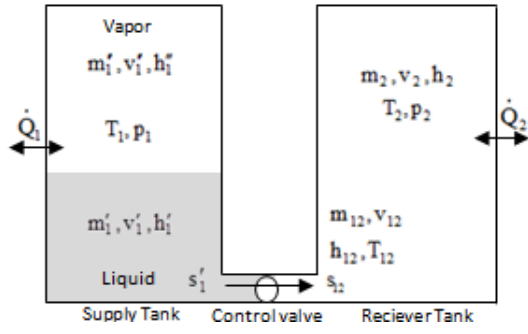 Vapor
m₁″, v₁″, h₁″
T₁, p₁
Q̇₁
m₁′, v₁′, h₁′
Liquid s₁′
Supply Tank
Control valve
m₂, v₂, h₂
T₂, p₂
Q̇₂
m₁₂, v₁₂
h₁₂, T₁₂
s₁₂
Reciever Tank